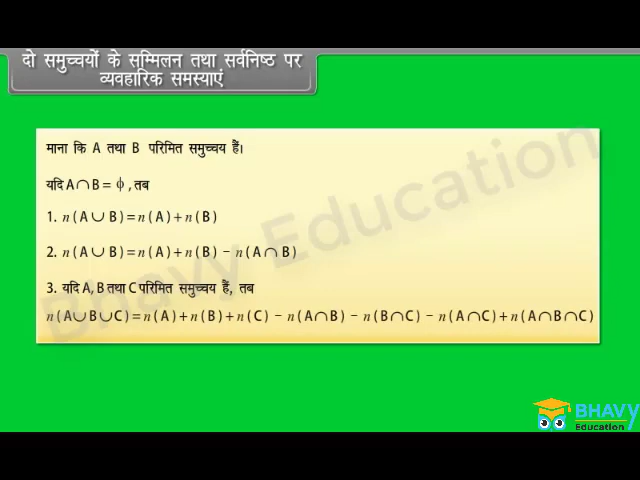 दो समुच्चयों के सम्मिलन तथा सर्वनिष्ठ पर
व्यवहारिक समस्याएं
माना कि A तथा B परिमित समुच्चय हैं।
यदि A ∩ B = ϕ , तब
1. n ( A ∪ B ) = n ( A ) + n ( B )
2. n ( A ∪ B ) = n ( A ) + n ( B ) − n ( A ∩ B )
3. यदि A, B तथा C परिमित समुच्चय हैं, तब
n ( A ∪ B ∪ C ) = n ( A ) + n ( B ) + n ( C ) − n ( A ∩ B ) − n ( B ∩ C ) − n ( A ∩ C ) + n ( A ∩ B ∩ C )
Bhavy Education
BHAVY
Education